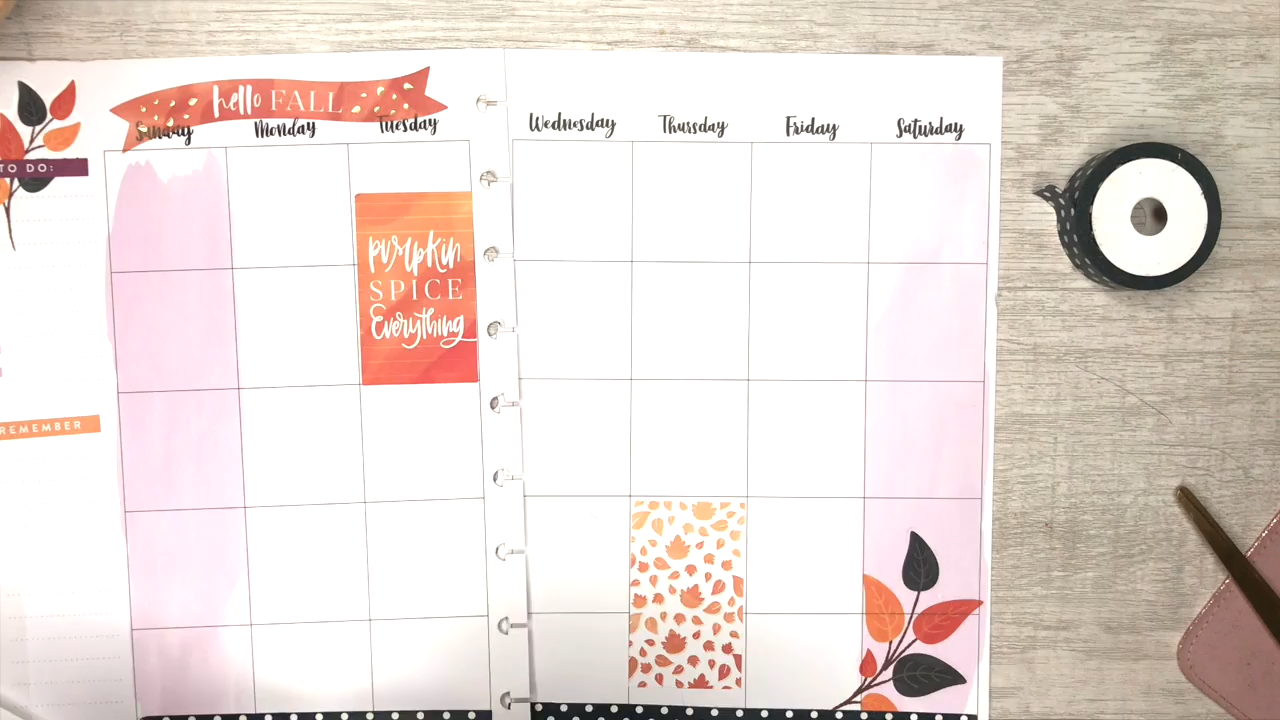 hello FALL
Sunday Monday Tuesday Wednesday Thursday Friday Saturday
TO DO:
pumpkin
SPICE
Everything
REMEMBER